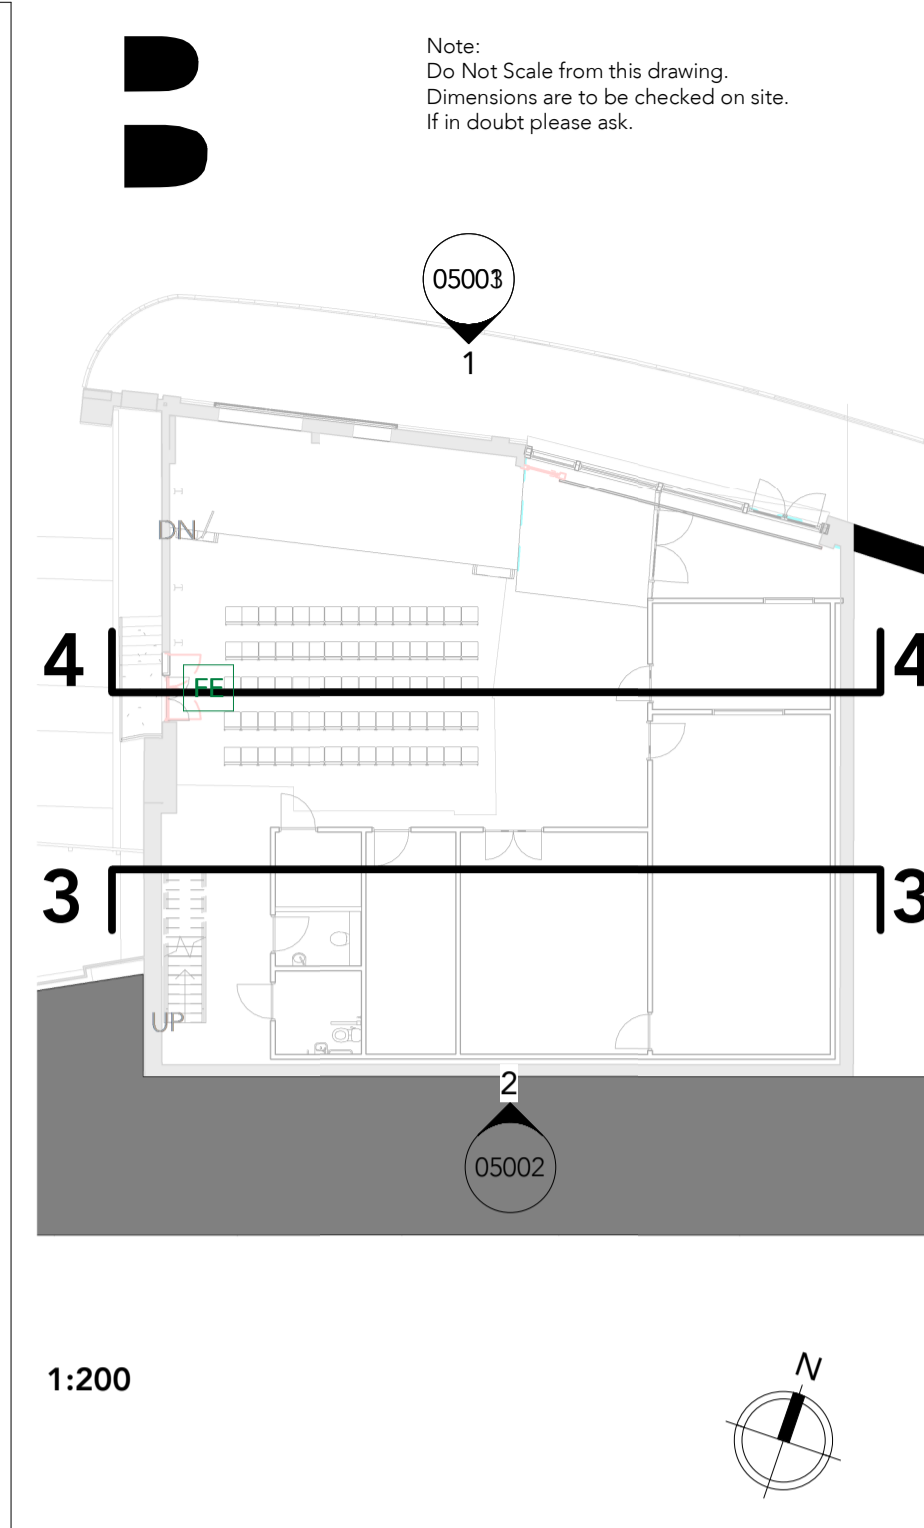 Note:
Do Not Scale from this drawing.
Dimensions are to be checked on site.
If in doubt please ask.
1
DN
4
4
FE
3
3
UP
2
05002
1:200
N